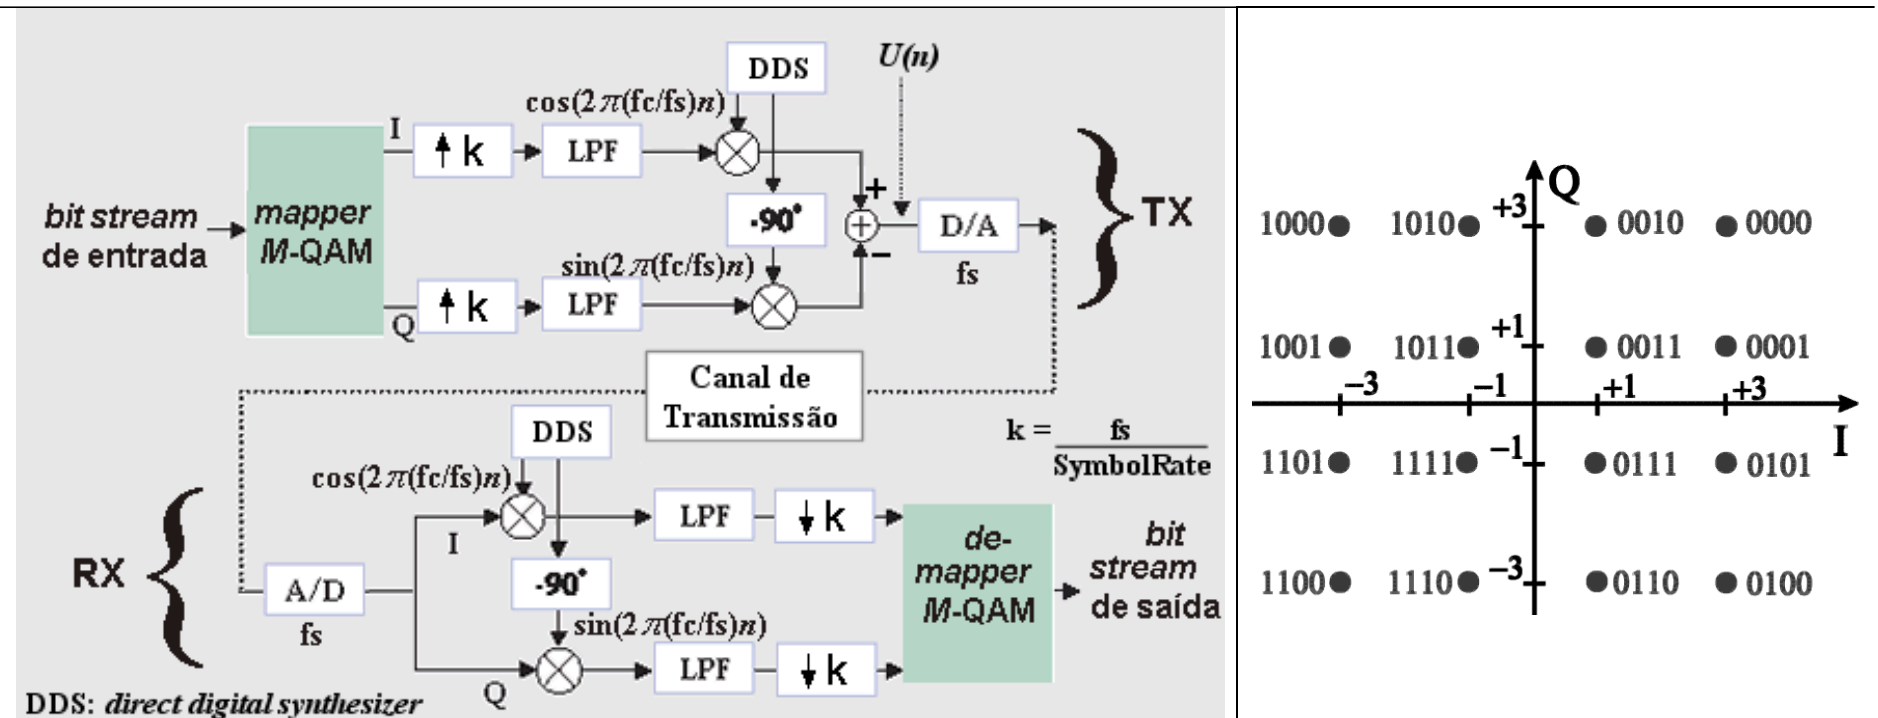 DDS
U(n)
cos(2π(fc/fs)n)
I
k
LPF
+
TX
bit stream
de entrada
mapper
M-QAM
-90°
D/A
fs
sin(2π(fc/fs)n)
−
Q
k
LPF
Canal de
Transmissão
DDS
k = fs
SymbolRate
cos(2π(fc/fs)n)
LPF
k
I
RX
A/D
fs
-90°
de-
mapper
M-QAM
bit
stream
de saída
sin(2π(fc/fs)n)
LPF
k
Q
DDS: direct digital synthesizer
Q
1000 1010 +3 0010 0000
1001 1011 +1 0011 0001
−3 −1 +1 +3
I
1101 1111 −1 0111 0101
1100 1110 −3 0110 0100